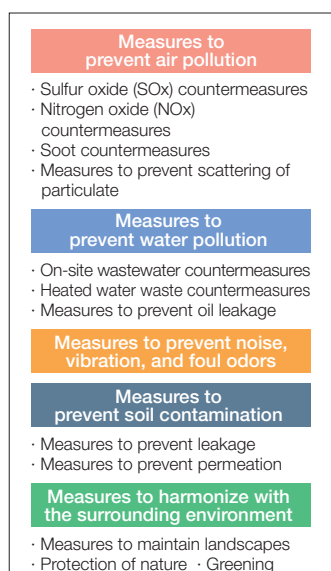 Measures to
prevent air pollution
· Sulfur oxide (SOx) countermeasures
· Nitrogen oxide (NOx)
countermeasures
· Soot countermeasures
· Measures to prevent scattering of
particulate
Measures to
prevent water pollution
· On-site wastewater countermeasures
· Heated water waste countermeasures
· Measures to prevent oil leakage
Measures to prevent noise,
vibration, and foul odors
Measures to
prevent soil contamination
· Measures to prevent leakage
· Measures to prevent permeation
Measures to harmonize with
the surrounding environment
· Measures to maintain landscapes
· Protection of nature · Greening